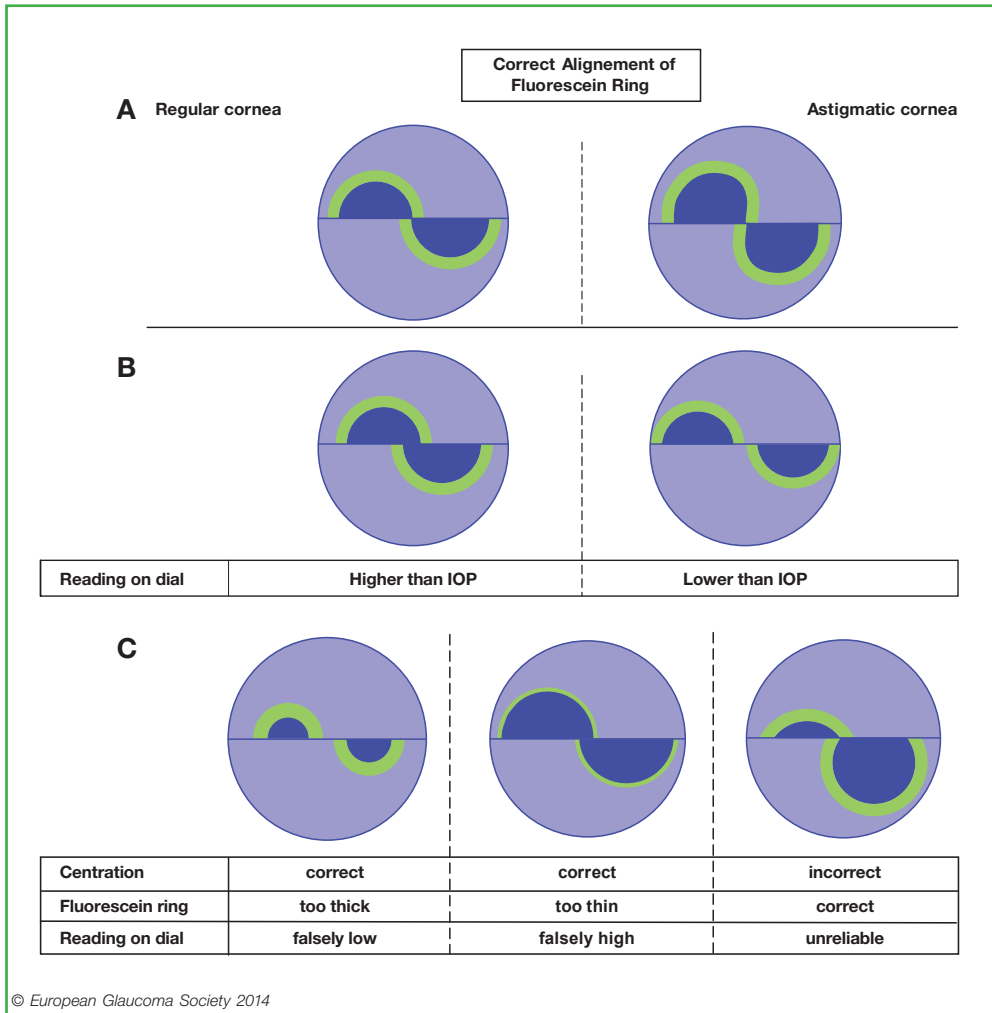 Correct Alignement of
Fluorescein Ring
A
Regular cornea
Astigmatic cornea
B
Reading on dial
Higher than IOP
Lower than IOP
C
Centration
correct
correct
incorrect
Fluorescein ring
too thick
too thin
correct
Reading on dial
falsely low
falsely high
unreliable
© European Glaucoma Society 2014